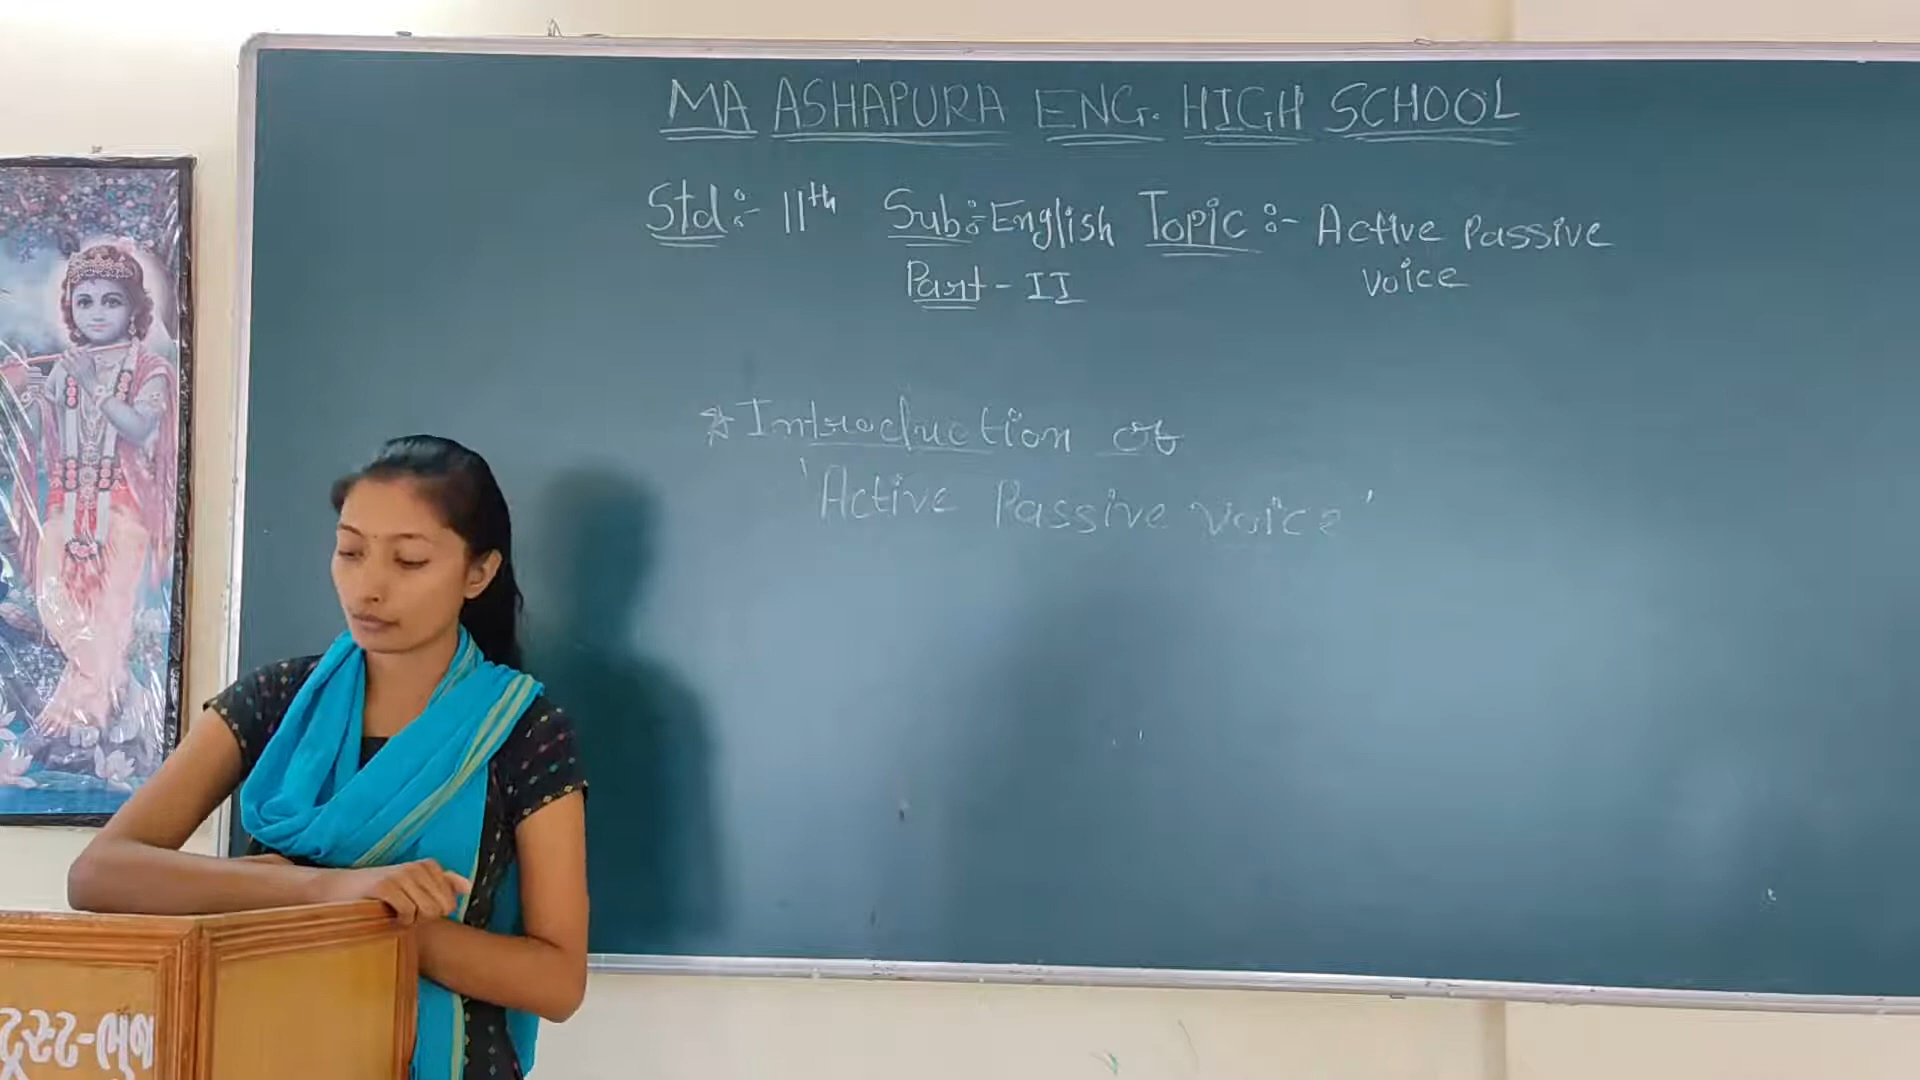 MA ASHAPURA ENG. HIGH SCHOOL
Std:- 11th Sub:- English Topic :- Active Passive
Part - II voice
* Introduction of
'Active Passive voice'